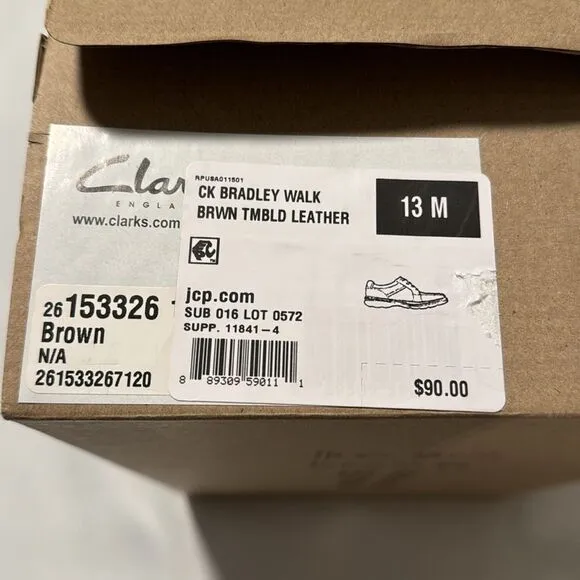 Clar
ENGLA
www.clarks.com
RPUSA011501
CK BRADLEY WALK
BRWN TMBLD LEATHER
13 M
jcp.com
SUB 016 LOT 0572
SUPP. 11841-4
8 89309 59011 1
$90.00
26 153326 1
Brown
N/A
261533267120